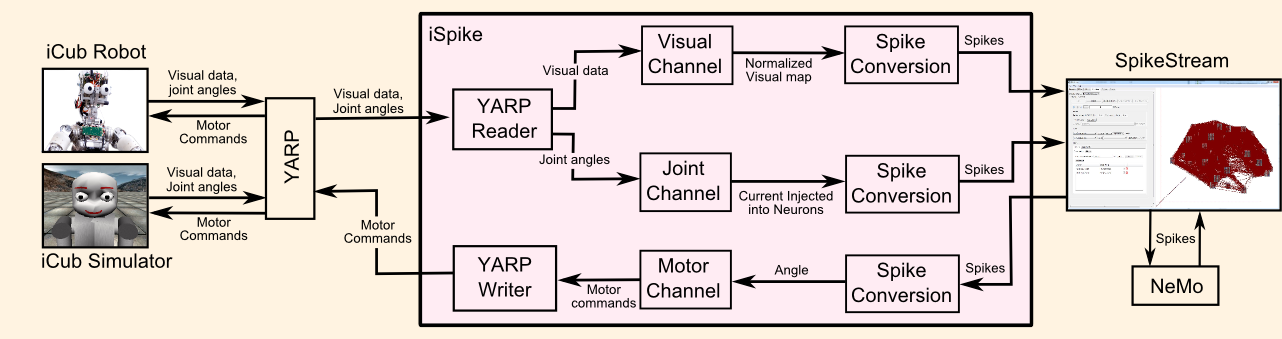 iCub Robot
Visual data,
joint angles
Motor
Commands
Visual data,
Joint angles
Motor
Commands
iCub Simulator
YARP
Visual data,
Joint angles
Motor
Commands
iSpike
YARP
Reader
Visual data
Joint angles
Visual
Channel
Normalized
Visual map
Spike
Conversion
Spikes
Joint
Channel
Current Injected
into Neurons
Spike
Conversion
Spikes
YARP
Writer
Motor
commands
Motor
Channel
Angle
Spike
Conversion
Spikes
SpikeStream
Spikes
NeMo